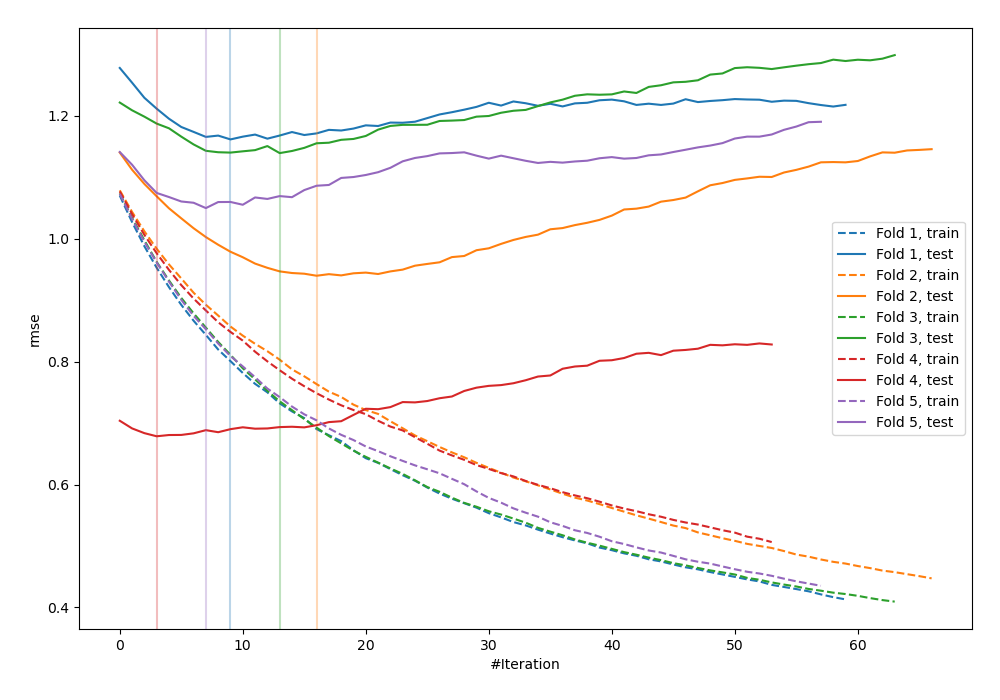 1.2
1.0
0.8
0.6
0.4
rmse
0
10
20
30
40
50
60
#Iteration
Fold 1, train
Fold 1, test
Fold 2, train
Fold 2, test
Fold 3, train
Fold 3, test
Fold 4, train
Fold 4, test
Fold 5, train
Fold 5, test